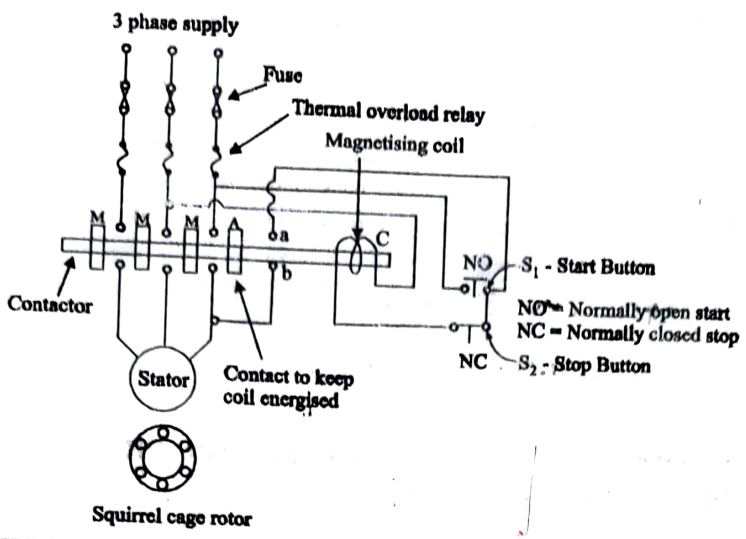 3 phase supply
Fuse
Thermal overload relay
Magnetising coil
M
M
M
A
a
C
NO
S₁ - Start Button
b
Contactor
NO = Normally open start
NC = Normally closed stop
NC
S₂ - Stop Button
Stator
Contact to keep
coil energised
Squirrel cage rotor